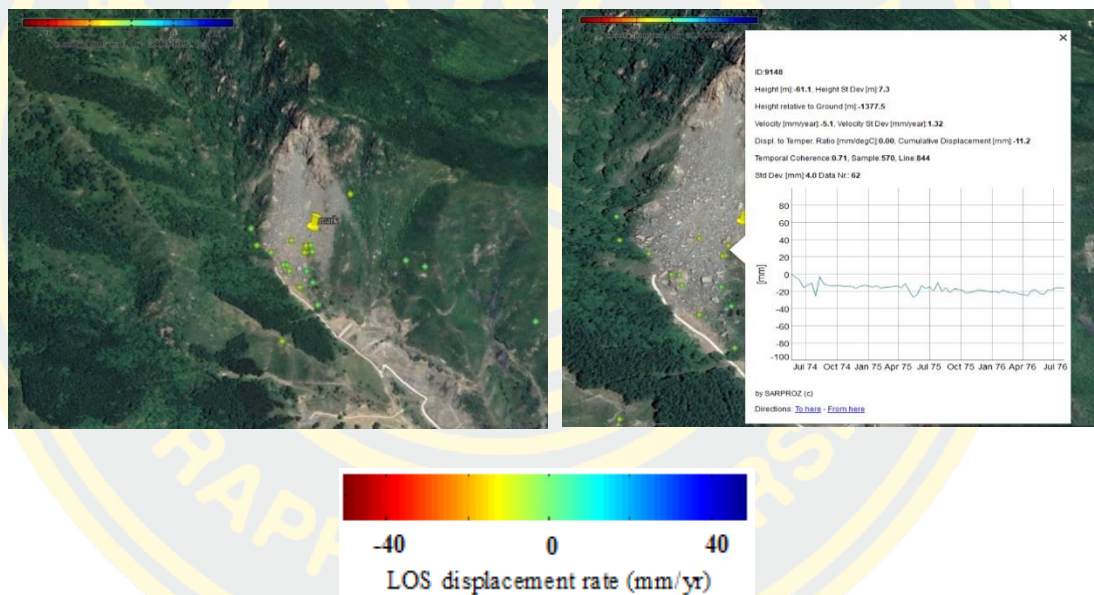 mark
ID:9148
Height [m]:-61.1, Height St Dev [m]:7.3
Height relative to Ground [m]:-1377.5
Velocity [mm/year]:-5.1, Velocity St Dev [mm/year]:1.32
Displ. to Temper. Ratio [mm/degC]:0.00, Cumulative Displacement [mm]:-11.2
Temporal Coherence:0.71, Sample:570, Line:844
Std Dev. [mm]:4.0 Data Nr.: 62
80
60
40
20
0
-20
-40
-60
-80
-100
[mm]
Jul 74 Oct 74 Jan 75 Apr 75 Jul 75 Oct 75 Jan 76 Apr 76 Jul 76
by SARPROZ (c)
Directions: To here - From here
-40 0 40
LOS displacement rate (mm/yr)